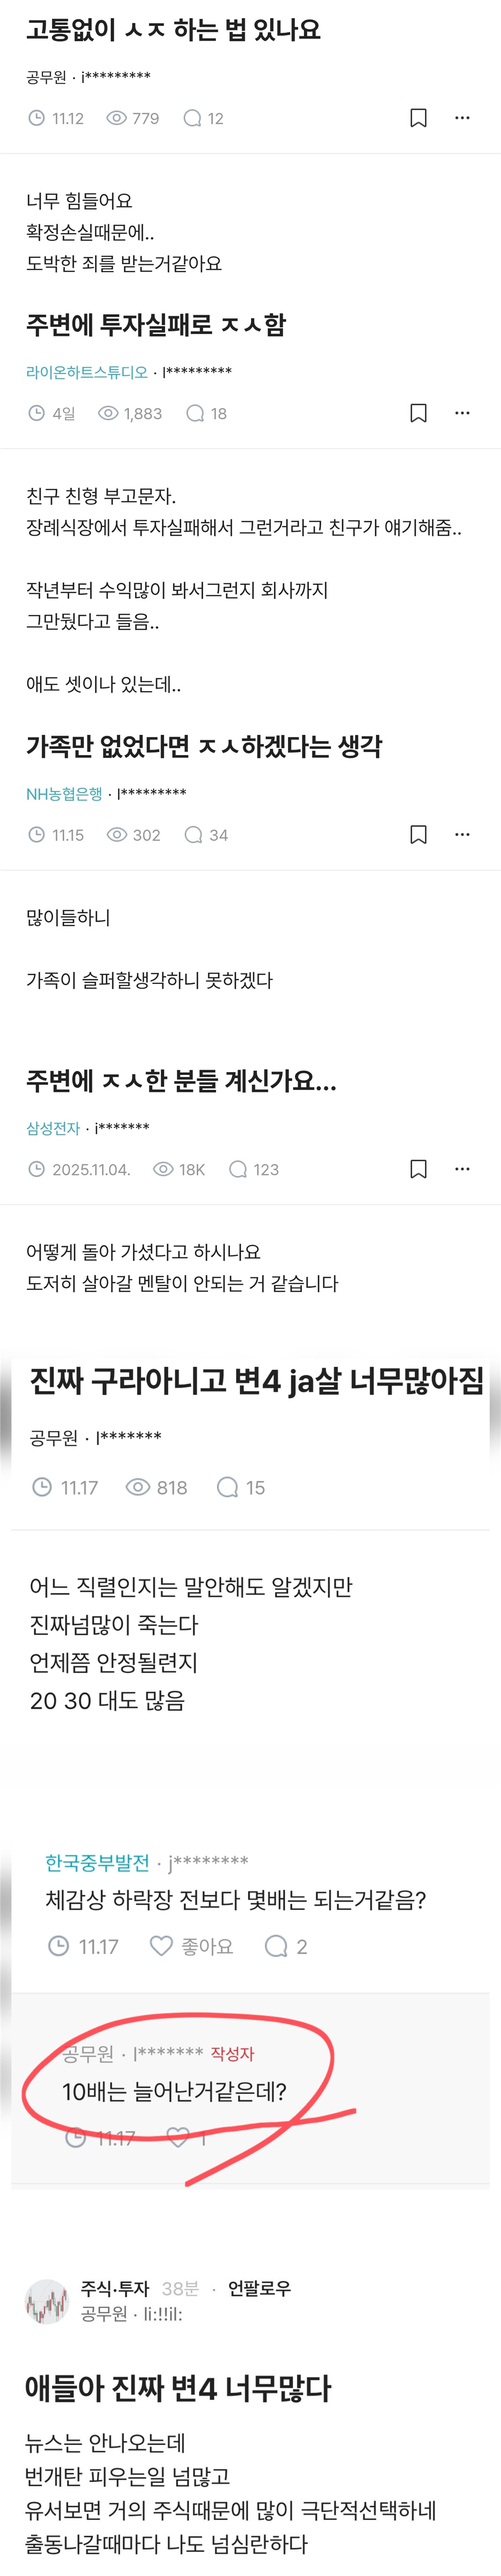 고통없이 ㅅㅈ 하는 법 있나요
공무원 · i*********
11.12 779 12
너무 힘들어요
확정손실때문에..
도박한 죄를 받는거같아요
주변에 투자실패로 ㅈㅅ함
라이온하트스튜디오 · l*********
4일 1,883 18
친구 친형 부고문자.
장례식장에서 투자실패해서 그런거라고 친구가 얘기해줌..
작년부터 수익많이 봐서그런지 회사까지
그만뒀다고 들음..
애도 셋이나 있는데..
가족만 없었다면 ㅈㅅ하겠다는 생각
NH농협은행 · l*********
11.15 302 34
많이들하니
가족이 슬퍼할생각하니 못하겠다
주변에 ㅈㅅ한 분들 계신가요...
삼성전자 · i*******
2025.11.04. 18K 123
어떻게 돌아 가셨다고 하시나요
도저히 살아갈 멘탈이 안되는 거 같습니다
진짜 구라아니고 변4 ja살 너무많아짐
공무원 · l*******
11.17 818 15
어느 직렬인지는 말안해도 알겠지만
진짜넘많이 죽는다
언제쯤 안정될련지
20 30 대도 많음
한국중부발전 · j********
체감상 하락장 전보다 몇배는 되는거같음?
11.17 좋아요 2
공무원 · l******* 작성자
10배는 늘어난거같은데?
11.17 1
주식·투자 38분 · 언팔로우
공무원 · li:!!il:
얘들아 진짜 변4 너무많다
뉴스는 안나오는데
번개탄 피우는일 넘많고
유서보면 거의 주식때문에 많이 극단적선택하네
출동나갈때마다 나도 넘심란하다